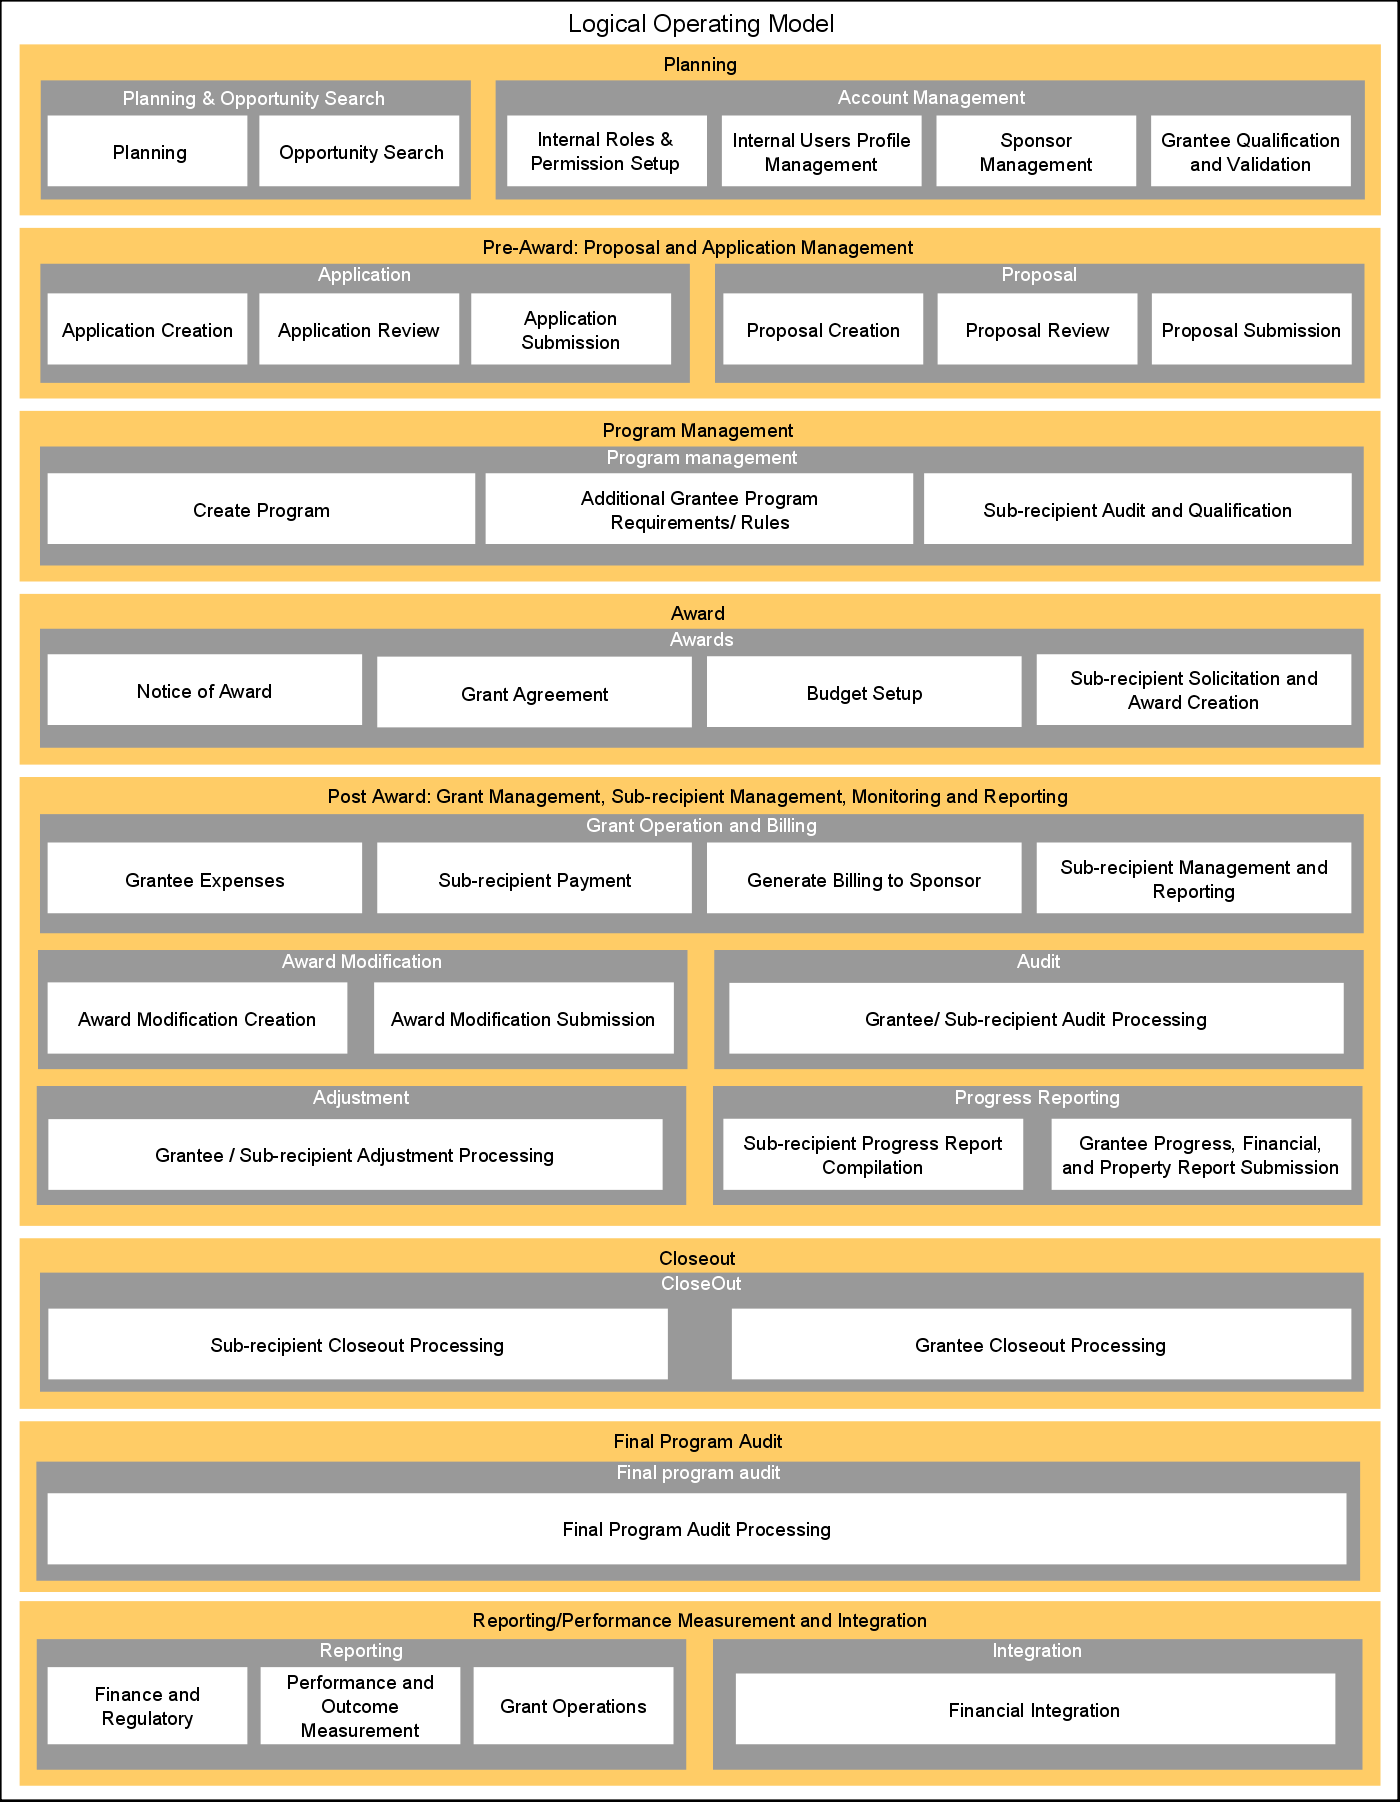 Logical Operating Model
Planning
Planning & Opportunity Search
Planning
Opportunity Search
Account Management
Internal Roles &
Permission Setup
Internal Users Profile
Management
Sponsor
Management
Grantee Qualification
and Validation
Pre-Award: Proposal and Application Management
Application
Application Creation
Application Review
Application
Submission
Proposal
Proposal Creation
Proposal Review
Proposal Submission
Program Management
Program management
Create Program
Additional Grantee Program
Requirements/ Rules
Sub-recipient Audit and Qualification
Award
Awards
Notice of Award
Grant Agreement
Budget Setup
Sub-recipient Solicitation and
Award Creation
Post Award: Grant Management, Sub-recipient Management, Monitoring and Reporting
Grant Operation and Billing
Grantee Expenses
Sub-recipient Payment
Generate Billing to Sponsor
Sub-recipient Management and
Reporting
Award Modification
Award Modification Creation
Award Modification Submission
Audit
Grantee/ Sub-recipient Audit Processing
Adjustment
Grantee / Sub-recipient Adjustment Processing
Progress Reporting
Sub-recipient Progress Report
Compilation
Grantee Progress, Financial,
and Property Report Submission
Closeout
CloseOut
Sub-recipient Closeout Processing
Grantee Closeout Processing
Final Program Audit
Final program audit
Final Program Audit Processing
Reporting/Performance Measurement and Integration
Reporting
Finance and
Regulatory
Performance and
Outcome
Measurement
Grant Operations
Integration
Financial Integration